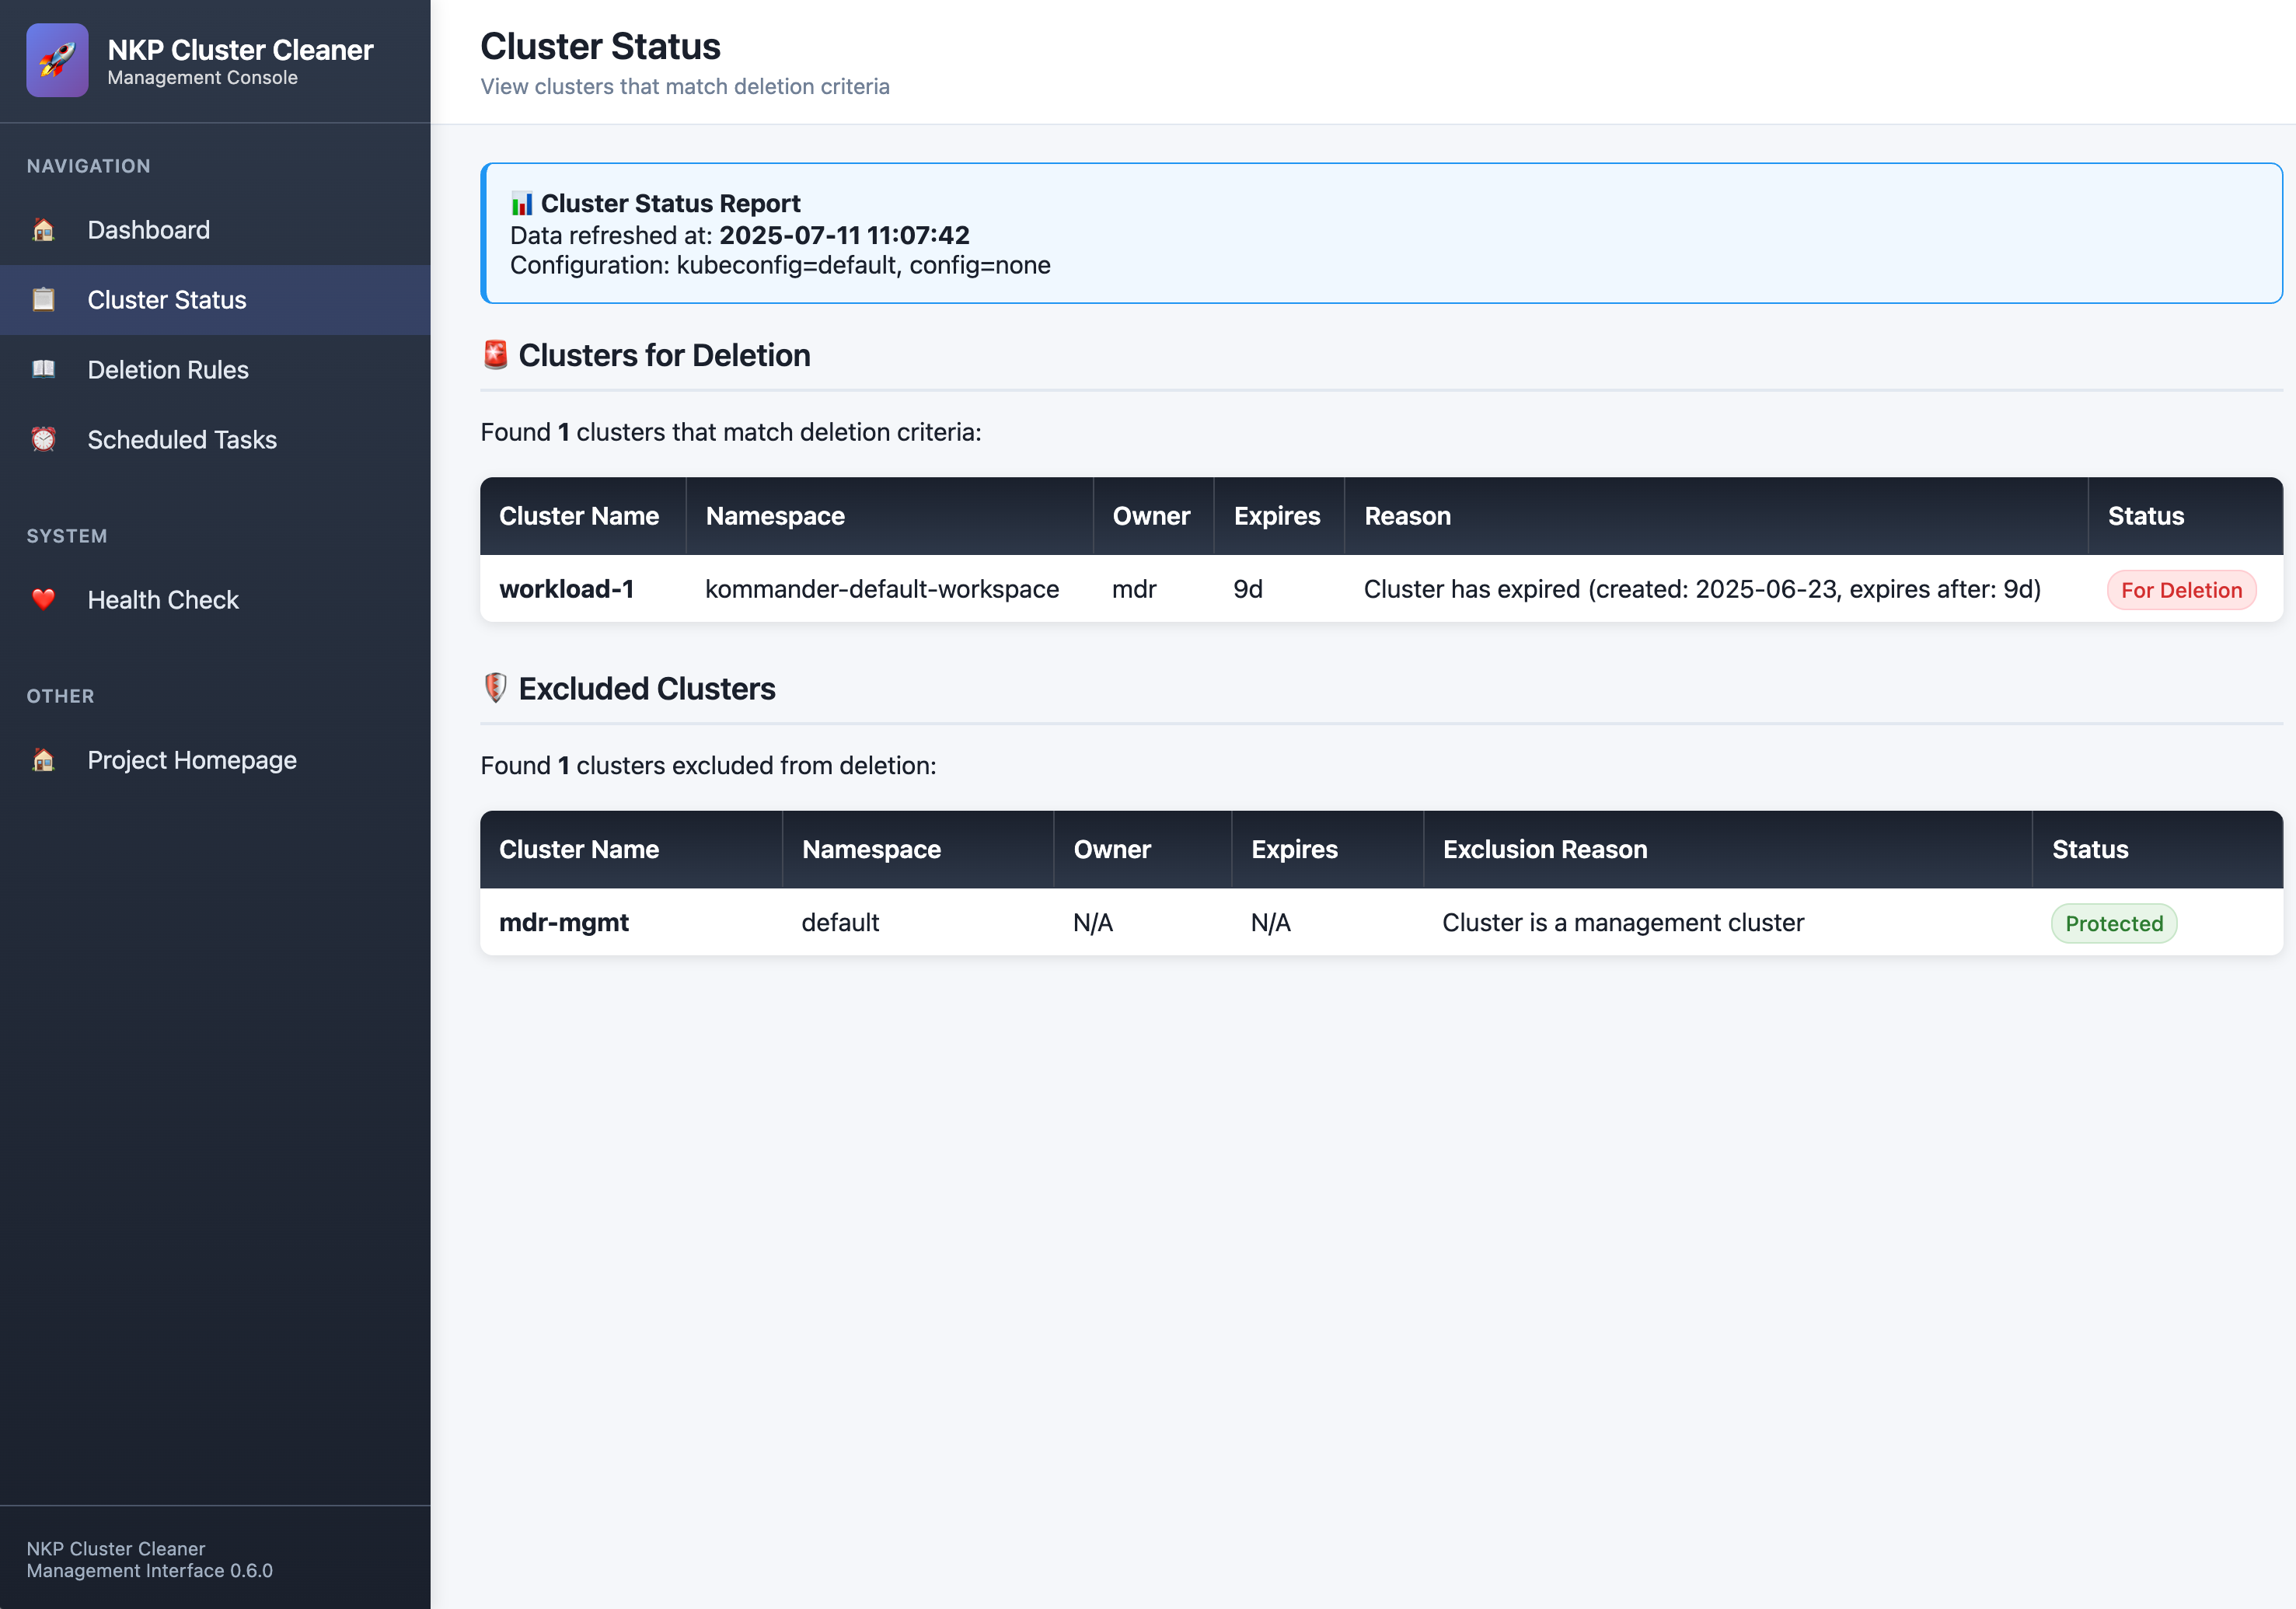 NKP Cluster Cleaner
Management Console
NAVIGATION
Dashboard
Cluster Status
Deletion Rules
Scheduled Tasks
SYSTEM
Health Check
OTHER
Project Homepage
NKP Cluster Cleaner
Management Interface 0.6.0
Cluster Status
View clusters that match deletion criteria
Cluster Status Report
Data refreshed at: 2025-07-11 11:07:42
Configuration: kubeconfig=default, config=none
Clusters for Deletion
Found 1 clusters that match deletion criteria:
Cluster Name Namespace Owner Expires Reason Status
workload-1 kommander-default-workspace mdr 9d Cluster has expired (created: 2025-06-23, expires after: 9d) For Deletion
Excluded Clusters
Found 1 clusters excluded from deletion:
Cluster Name Namespace Owner Expires Exclusion Reason Status
mdr-mgmt default N/A N/A Cluster is a management cluster Protected